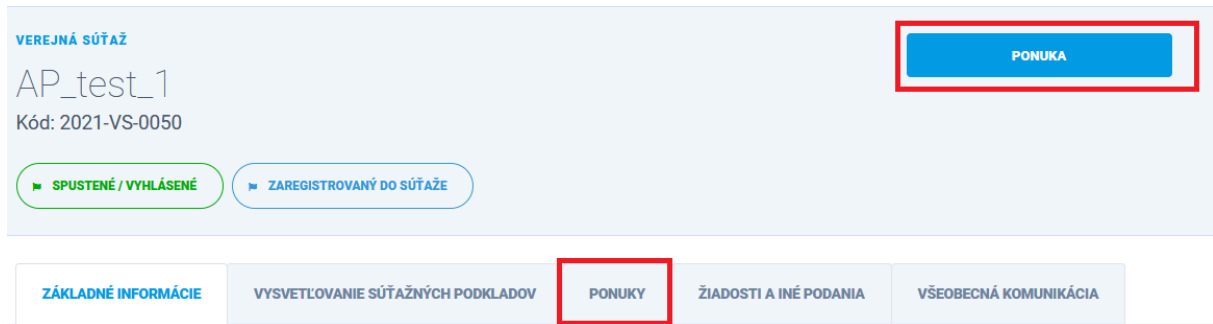 VEREJNÁ SÚŤAŽ
PONUKA
AP_test_1
Kód: 2021-VS-0050
SPUSTENÉ / VYHLÁSENÉ
ZAREGISTROVANÝ DO SÚŤAŽE
ZÁKLADNÉ INFORMÁCIE
VYSVETĽOVANIE SÚŤAŽNÝCH PODKLADOV
PONUKY
ŽIADOSTI A INÉ PODANIA
VŠEOBECNÁ KOMUNIKÁCIA